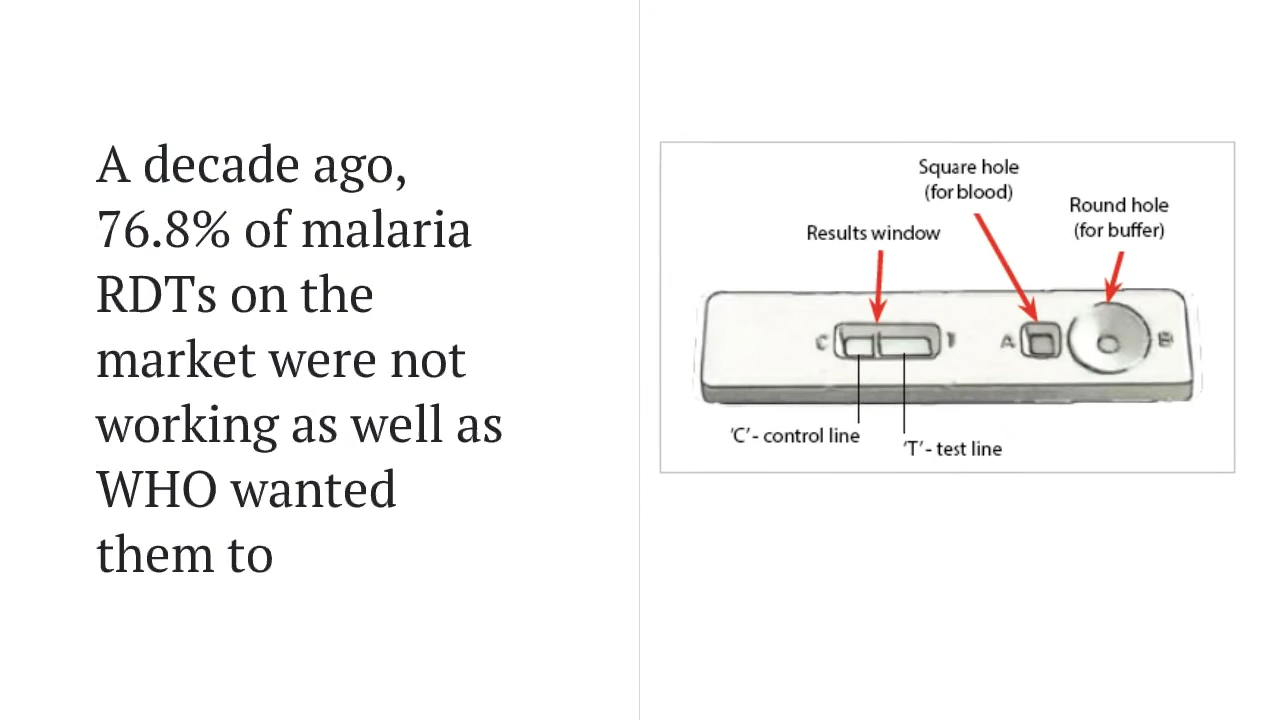 A decade ago,
76.8% of malaria
RDTs on the
market were not
working as well as
WHO wanted
them to
Square hole
(for blood)
Round hole
(for buffer)
Results window
C
T
A
B
'C'- control line
'T'- test line